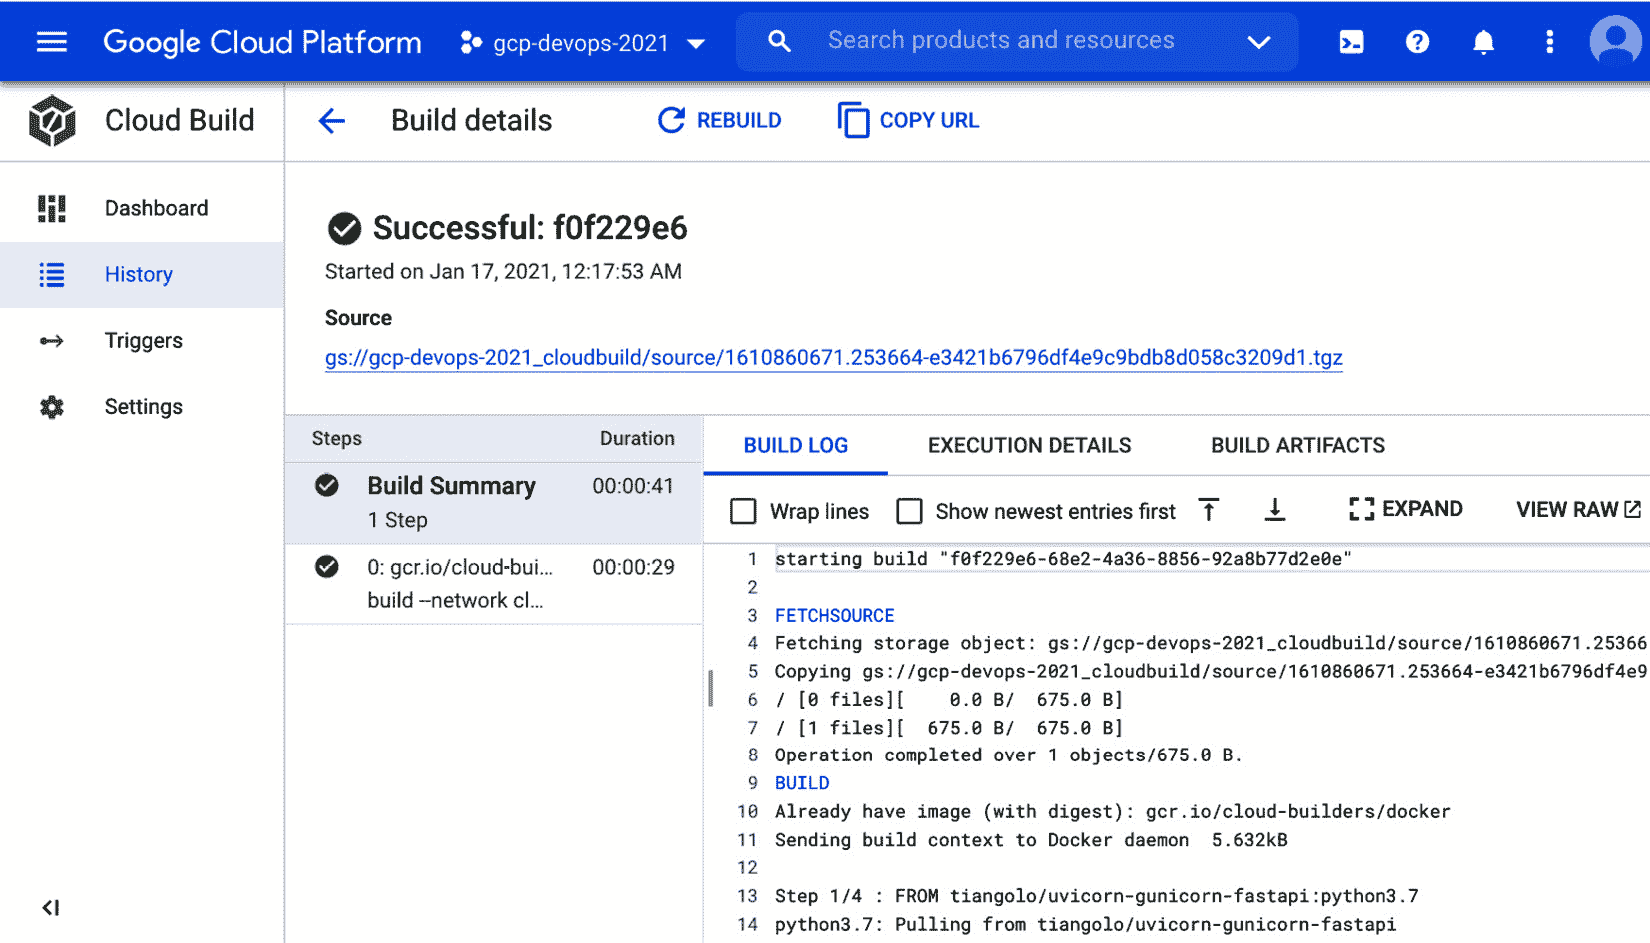 Google Cloud Platform
gcp-devops-2021
Search products and resources
Cloud Build
Build details
REBUILD
COPY URL
Dashboard
History
Triggers
Settings
Successful: f0f229e6
Started on Jan 17, 2021, 12:17:53 AM
Source
gs://gcp-devops-2021_cloudbuild/source/1610860671.253664-e3421b6796df4e9c9bdb8d058c3209d1.tgz
Steps Duration
Build Summary 00:00:41
1 Step
0: gcr.io/cloud-bui... 00:00:29
build --network cl...
BUILD LOG
EXECUTION DETAILS
BUILD ARTIFACTS
Wrap lines
Show newest entries first
EXPAND
VIEW RAW
1 starting build "f0f229e6-68e2-4a36-8856-92a8b77d2e0e"
2
3 FETCHSOURCE
4 Fetching storage object: gs://gcp-devops-2021_cloudbuild/source/1610860671.25366
5 Copying gs://gcp-devops-2021_cloudbuild/source/1610860671.253664-e3421b6796df4e9
6 / [0 files][    0.0 B/  675.0 B]
7 / [1 files][  675.0 B/  675.0 B]
8 Operation completed over 1 objects/675.0 B.
9 BUILD
10 Already have image (with digest): gcr.io/cloud-builders/docker
11 Sending build context to Docker daemon  5.632kB
12
13 Step 1/4 : FROM tiangolo/uvicorn-gunicorn-fastapi:python3.7
14 python3.7: Pulling from tiangolo/uvicorn-gunicorn-fastapi